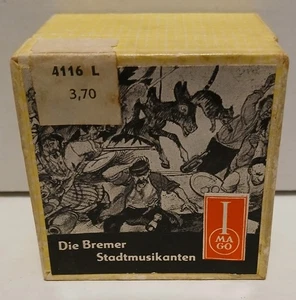 4116 L
3,70
Die Bremer
Stadtmusikanten
I
MA
GO